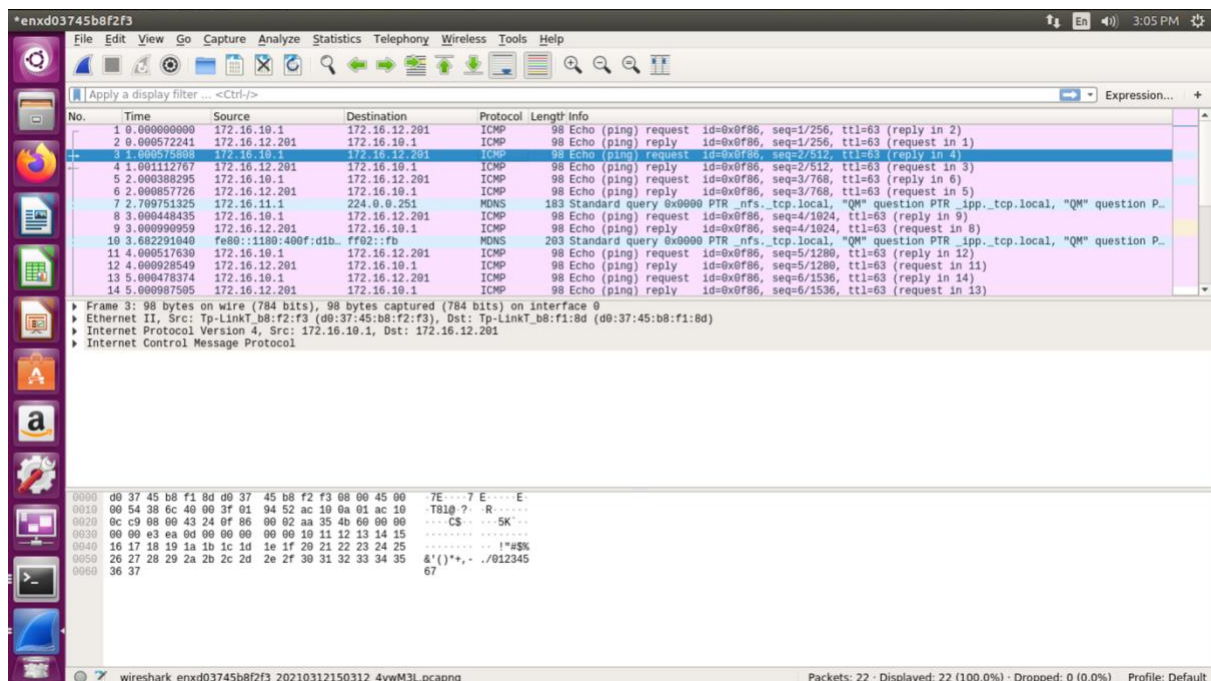 *enxd03745b8f2f3 En 3:05 PM
File Edit View Go Capture Analyze Statistics Telephony Wireless Tools Help
Apply a display filter ... <Ctrl-/> Expression... +
No. Time Source Destination Protocol Length Info
1 0.000000000 172.16.10.1 172.16.12.201 ICMP 98 Echo (ping) request id=0x0f86, seq=1/256, ttl=63 (reply in 2)
2 0.000572241 172.16.12.201 172.16.10.1 ICMP 98 Echo (ping) reply id=0x0f86, seq=1/256, ttl=63 (request in 1)
3 1.000575808 172.16.10.1 172.16.12.201 ICMP 98 Echo (ping) request id=0x0f86, seq=2/512, ttl=63 (reply in 4)
4 1.001112767 172.16.12.201 172.16.10.1 ICMP 98 Echo (ping) reply id=0x0f86, seq=2/512, ttl=63 (request in 3)
5 2.000388295 172.16.10.1 172.16.12.201 ICMP 98 Echo (ping) request id=0x0f86, seq=3/768, ttl=63 (reply in 6)
6 2.000857726 172.16.12.201 172.16.10.1 ICMP 98 Echo (ping) reply id=0x0f86, seq=3/768, ttl=63 (request in 5)
7 2.709751325 172.16.11.1 224.0.0.251 MDNS 183 Standard query 0x0000 PTR _nfs._tcp.local, "QM" question PTR _ipp._tcp.local, "QM" question P...
8 3.000448435 172.16.10.1 172.16.12.201 ICMP 98 Echo (ping) request id=0x0f86, seq=4/1024, ttl=63 (reply in 9)
9 3.000990959 172.16.12.201 172.16.10.1 ICMP 98 Echo (ping) reply id=0x0f86, seq=4/1024, ttl=63 (request in 8)
10 3.682291040 fe80::1180:400f:d1b... ff02::fb MDNS 203 Standard query 0x0000 PTR _nfs._tcp.local, "QM" question PTR _ipp._tcp.local, "QM" question P...
11 4.000517630 172.16.10.1 172.16.12.201 ICMP 98 Echo (ping) request id=0x0f86, seq=5/1280, ttl=63 (reply in 12)
12 4.000928549 172.16.12.201 172.16.10.1 ICMP 98 Echo (ping) reply id=0x0f86, seq=5/1280, ttl=63 (request in 11)
13 5.000478374 172.16.10.1 172.16.12.201 ICMP 98 Echo (ping) request id=0x0f86, seq=6/1536, ttl=63 (reply in 14)
14 5.000987505 172.16.12.201 172.16.10.1 ICMP 98 Echo (ping) reply id=0x0f86, seq=6/1536, ttl=63 (request in 13)
Frame 3: 98 bytes on wire (784 bits), 98 bytes captured (784 bits) on interface 0
Ethernet II, Src: Tp-LinkT_b8:f2:f3 (d0:37:45:b8:f2:f3), Dst: Tp-LinkT_b8:f1:8d (d0:37:45:b8:f1:8d)
Internet Protocol Version 4, Src: 172.16.10.1, Dst: 172.16.12.201
Internet Control Message Protocol
0000 d0 37 45 b8 f1 8d d0 37 45 b8 f2 f3 08 00 45 00 ·7E····7 E·····E·
0010 00 54 38 6c 40 00 3f 01 94 52 ac 10 0a 01 ac 10 ·T8l@·?· ·R······
0020 0c c9 08 00 43 24 0f 86 00 02 aa 35 4b 60 00 00 ····C$·· ···5K`··
0030 00 00 e3 ea 0d 00 00 00 00 00 10 11 12 13 14 15 ········ ········
0040 16 17 18 19 1a 1b 1c 1d 1e 1f 20 21 22 23 24 25 ········ ·· !"#$%
0050 26 27 28 29 2a 2b 2c 2d 2e 2f 30 31 32 33 34 35 &'()*+,- ./012345
0060 36 37 67
wireshark_enxd03745b8f2f3_20210312150312_4vwM3L.pcapng Packets: 22 · Displayed: 22 (100.0%) · Dropped: 0 (0.0%) Profile: Default